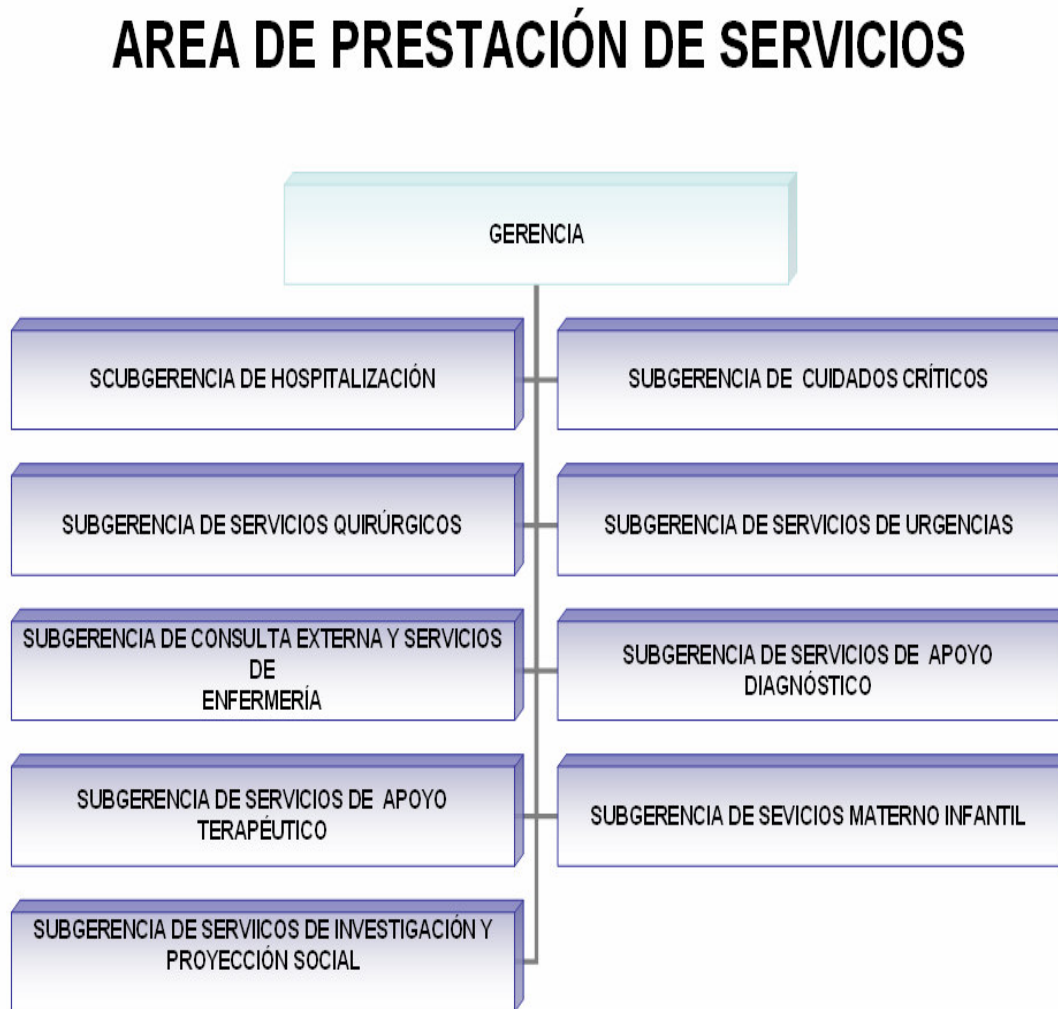 AREA DE PRESTACIÓN DE SERVICIOS
GERENCIA
SCUBGERENCIA DE HOSPITALIZACIÓN
SUBGERENCIA DE CUIDADOS CRÍTICOS
SUBGERENCIA DE SERVICIOS QUIRÚRGICOS
SUBGERENCIA DE SERVICIOS DE URGENCIAS
SUBGERENCIA DE CONSULTA EXTERNA Y SERVICIOS
DE
ENFERMERÍA
SUBGERENCIA DE SERVICIOS DE APOYO
DIAGNÓSTICO
SUBGERENCIA DE SERVICIOS DE APOYO
TERAPÉUTICO
SUBGERENCIA DE SEVICIOS MATERNO INFANTIL
SUBGERENCIA DE SERVIICOS DE INVESTIGACIÓN Y
PROYECCIÓN SOCIAL